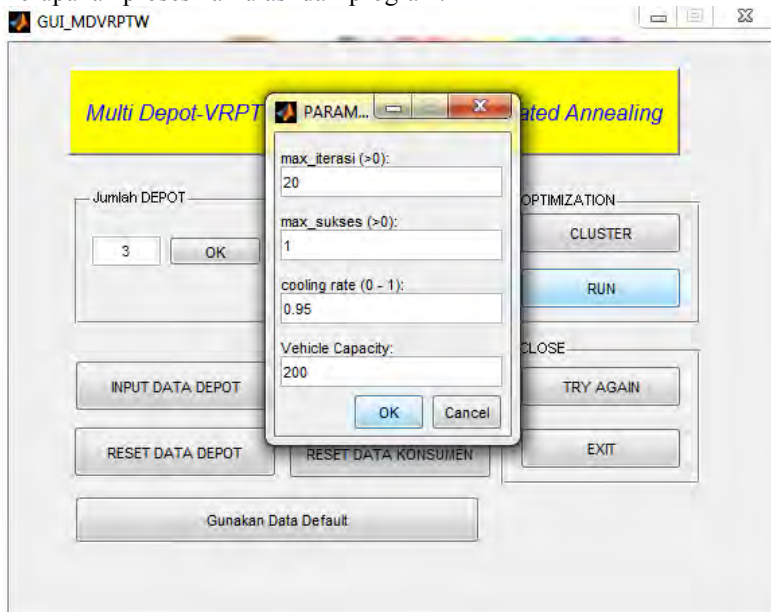 GUI_MDVRPTW
Multi Depot-VRPT
ated Annealing
PARAM...
max_iterasi (>0):
20
max_sukses (>0):
1
cooling rate (0 - 1):
0.95
Vehicle Capacity:
200
OK
Cancel
Jumlah DEPOT
3
OK
OPTIMIZATION
CLUSTER
RUN
INPUT DATA DEPOT
RESET DATA DEPOT
RESET DATA KONSUMEN
CLOSE
TRY AGAIN
EXIT
Gunakan Data Default